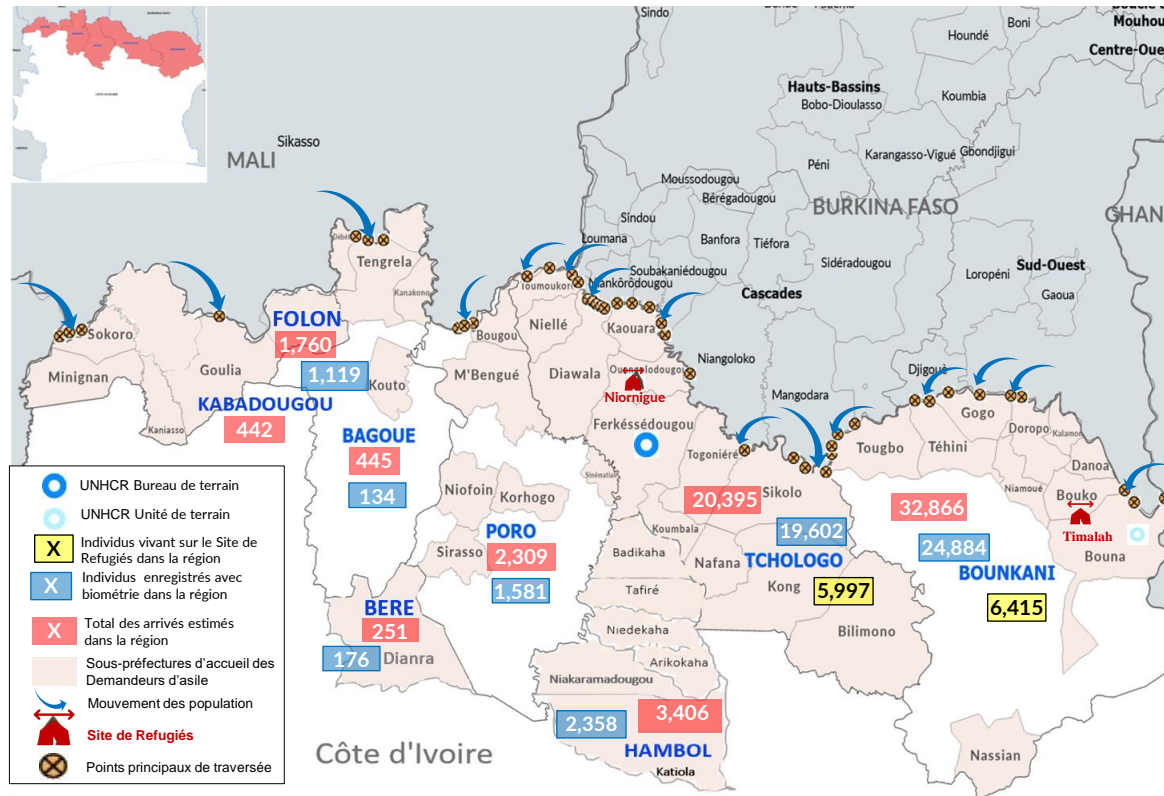 CÔTE D'IVOIRE
Sindo
Houndé
Boni
Mouhou
Centre-Oue
Hauts-Bassins
Bobo-Dioulasso
Koumbia
Sikasso
MALI
Péni
Karangasso-Vigué
Gbondjigui
Moussodougou
Bérégadougou
BURKINA FASO
GHAN
Sindou
Loumana
Banfora
Tiéfora
Débét
Tengrela
Kanakono
Toumoukoro
Niankôrôdougou
Soubakaniédougou
Sidéradougou
Loropéni
Sud-Ouest
Gaoua
Cascades
Sokoro
FOLON
1,760
1,119
Bougou
Niellé
Kaouara
Niangoloko
Minignan
Goulia
Kouto
M'Bengué
Diawala
Ouangolodougou
Niornigue
Djigoué
Mangodara
KABADOUGOU
442
Kaniasso
BAGOUE
445
134
Ferkéssédougou
Togoniéré
Tougbo
Téhini
Gogo
Doropo
Kalamon
Danoa
Niamoué
Bouko
Timalah
Bouna
Niofoin
Korhogo
Sinématiali
PORO
2,309
1,581
Sirasso
20,395
Sikolo
19,602
TCHOLOGO
5,997
Koumbala
Nafana
Kong
Bilimono
32,866
24,884
BOUNKANI
6,415
Badikaha
Tafiré
Niedekaha
Arikokaha
Niakaramadougou
BERE
251
176
Dianra
2,358
3,406
HAMBOL
Katiola
Nassian
Côte d'Ivoire
UNHCR Bureau de terrain
UNHCR Unité de terrain
X
Individus vivant sur le Site de
Refugiés dans la région
X
Individus enregistrés avec
biométrie dans la région
X
Total des arrivés estimés
dans la région
Sous-préfectures d'accueil des
Demandeurs d'asile
Mouvement des population
Site de Refugiés
Points principaux de traversée